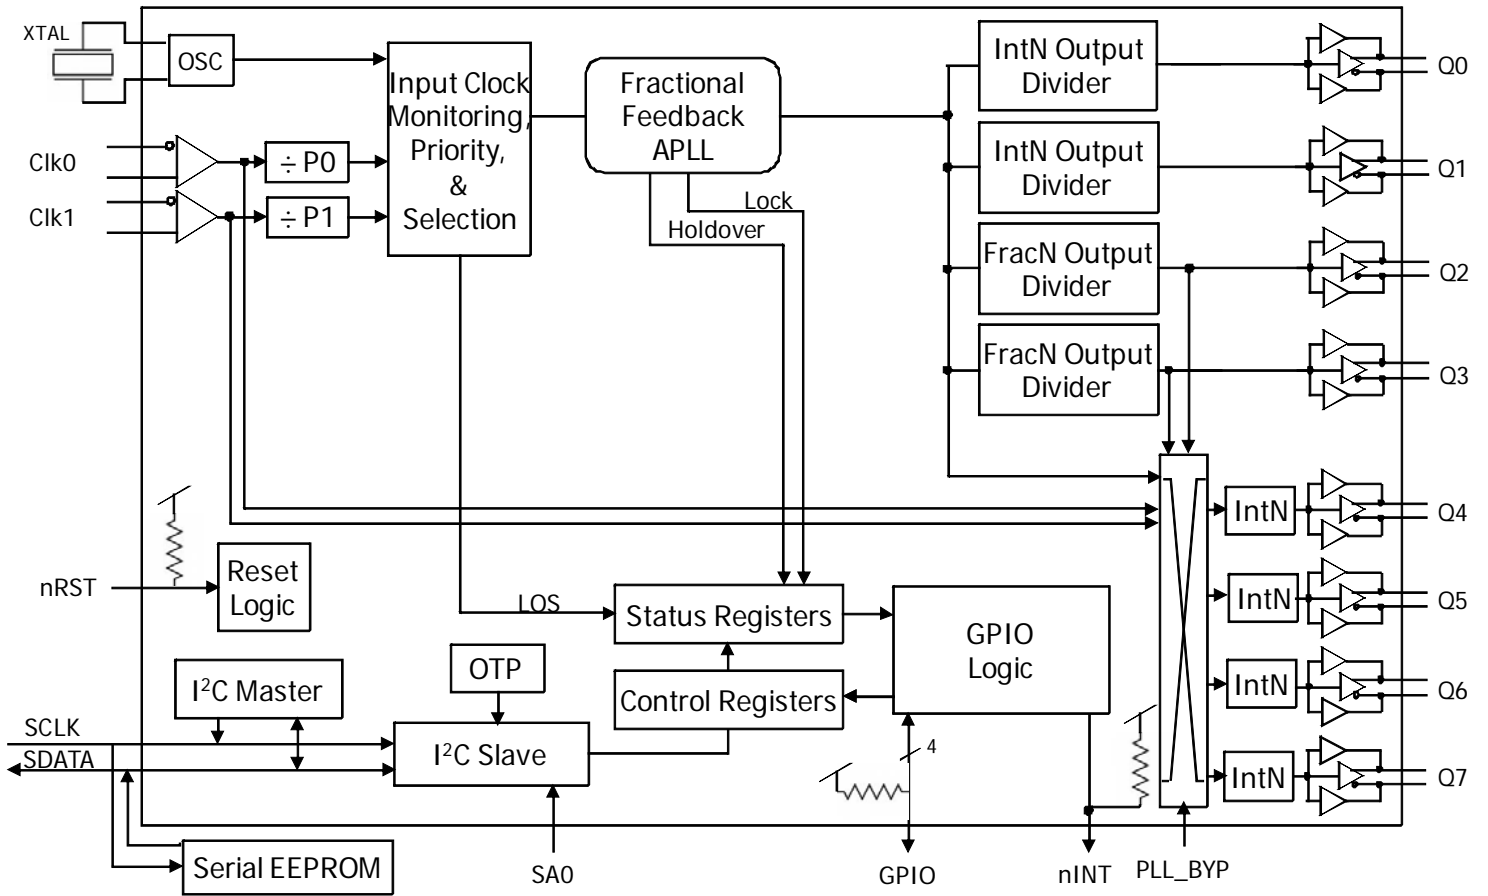 XTAL
OSC
Input Clock
Monitoring,
Priority,
&
Selection
Fractional
Feedback
APLL
IntN Output
Divider
Q0
Clk0
÷ P0
IntN Output
Divider
Q1
Clk1
÷ P1
Lock
Holdover
FracN Output
Divider
Q2
FracN Output
Divider
Q3
IntN
Q4
nRST
Reset
Logic
LOS
Status Registers
GPIO
Logic
IntN
Q5
OTP
I²C Master
Control Registers
IntN
Q6
SCLK
SDATA
I²C Slave
4
IntN
Q7
Serial EEPROM
SA0
GPIO
nINT
PLL_BYP